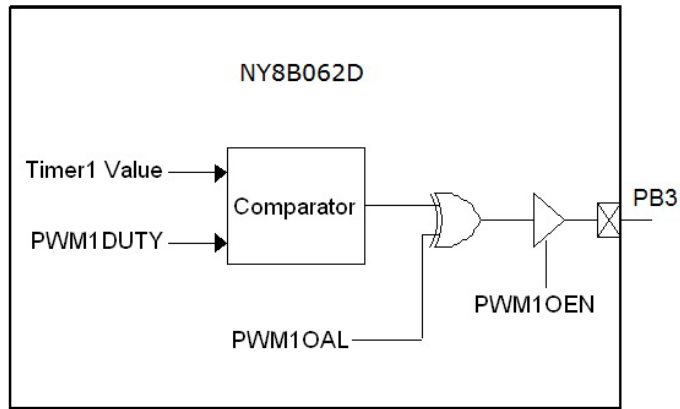 NY8B062D
Timer1 Value
Comparator
PB3
PWM1DUTY
PWM1OEN
PWM1OAL